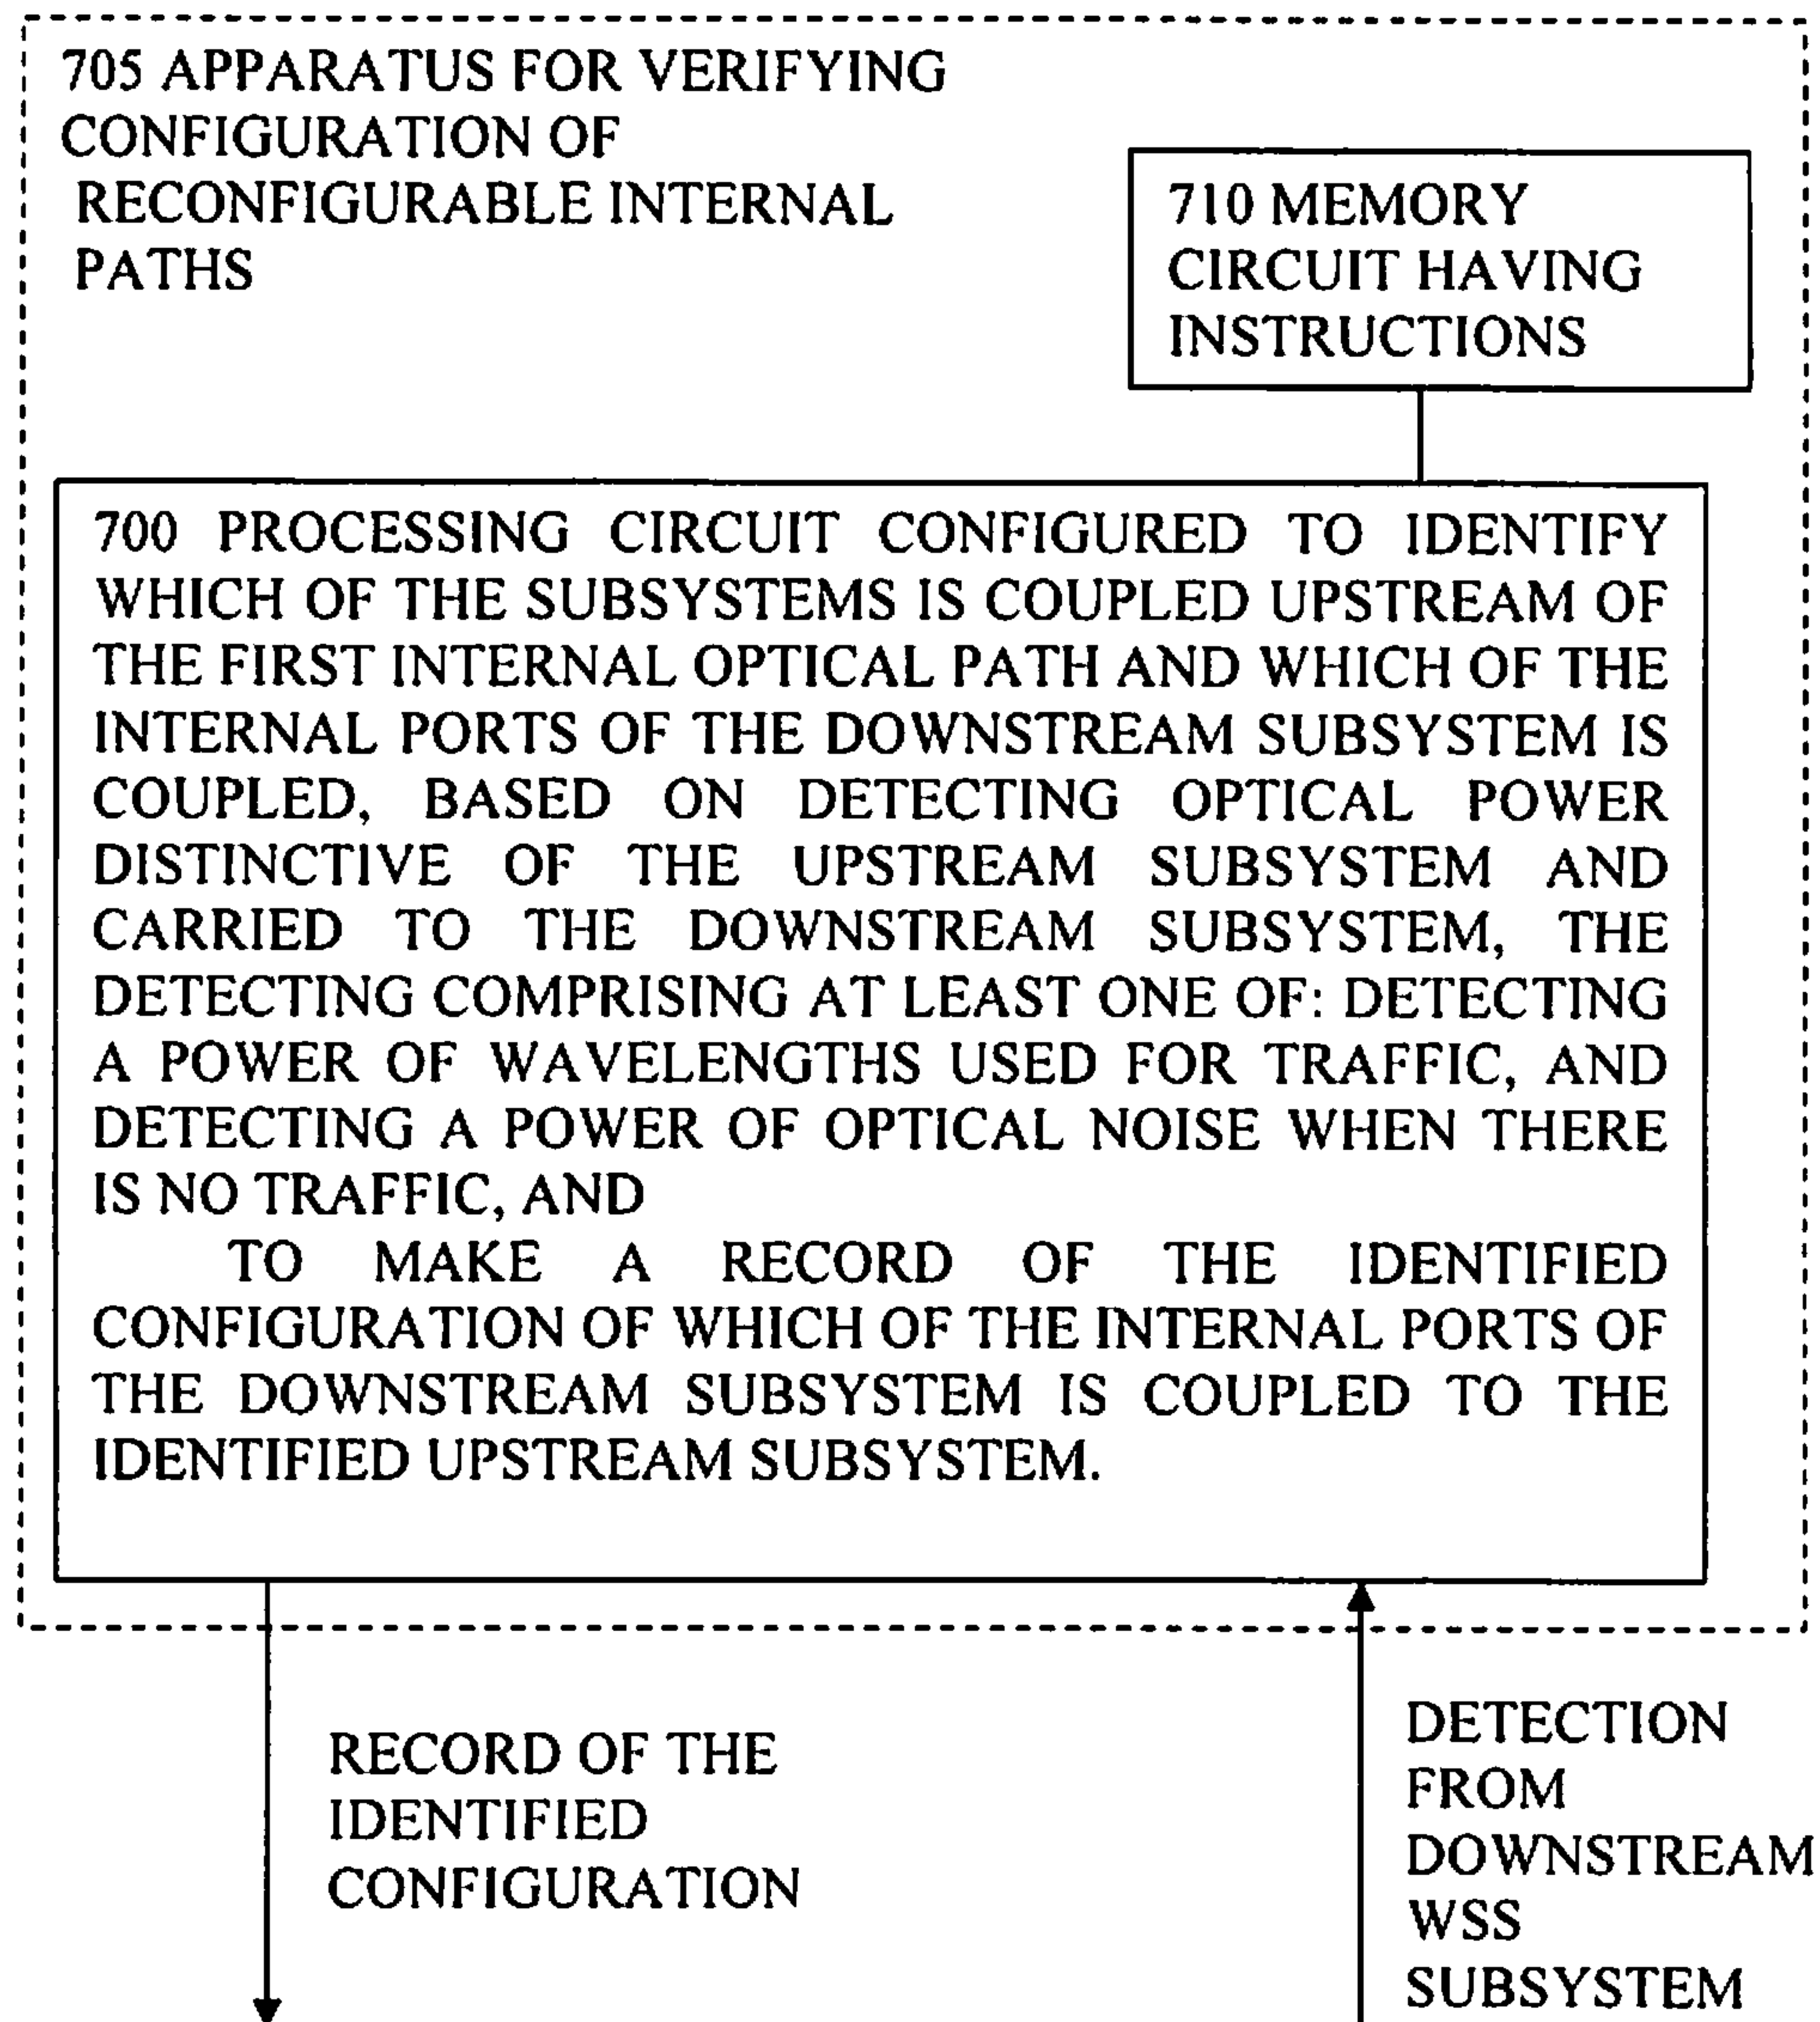 705 APPARATUS FOR VERIFYING
CONFIGURATION OF
RECONFIGURABLE INTERNAL
PATHS
710 MEMORY
CIRCUIT HAVING
INSTRUCTIONS
700 PROCESSING CIRCUIT CONFIGURED TO IDENTIFY
WHICH OF THE SUBSYSTEMS IS COUPLED UPSTREAM OF
THE FIRST INTERNAL OPTICAL PATH AND WHICH OF THE
INTERNAL PORTS OF THE DOWNSTREAM SUBSYSTEM IS
COUPLED, BASED ON DETECTING OPTICAL POWER
DISTINCTIVE OF THE UPSTREAM SUBSYSTEM AND
CARRIED TO THE DOWNSTREAM SUBSYSTEM, THE
DETECTING COMPRISING AT LEAST ONE OF: DETECTING
A POWER OF WAVELENGTHS USED FOR TRAFFIC, AND
DETECTING A POWER OF OPTICAL NOISE WHEN THERE
IS NO TRAFFIC, AND
TO MAKE A RECORD OF THE IDENTIFIED
CONFIGURATION OF WHICH OF THE INTERNAL PORTS OF
THE DOWNSTREAM SUBSYSTEM IS COUPLED TO THE
IDENTIFIED UPSTREAM SUBSYSTEM.
RECORD OF THE
IDENTIFIED
CONFIGURATION
DETECTION
FROM
DOWNSTREAM
WSS
SUBSYSTEM